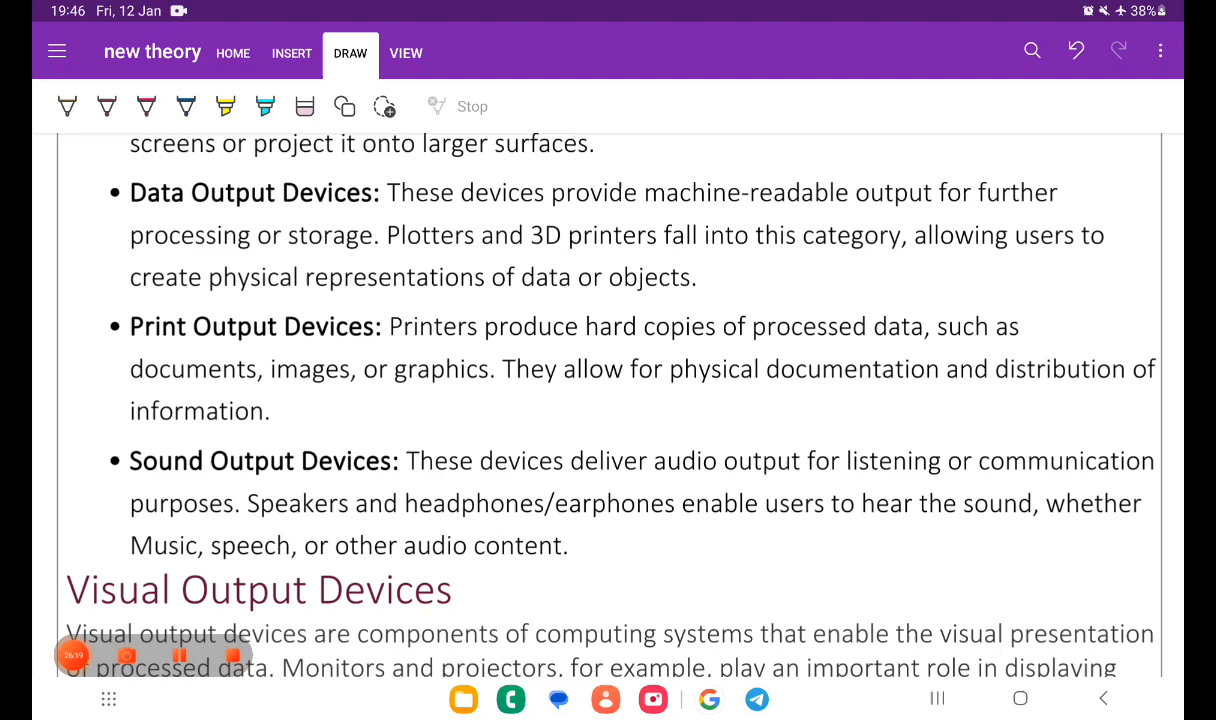 19:46 Fri, 12 Jan 38%
new theory HOME INSERT DRAW VIEW
Stop
screens or project it onto larger surfaces.
• Data Output Devices: These devices provide machine-readable output for further
processing or storage. Plotters and 3D printers fall into this category, allowing users to
create physical representations of data or objects.
• Print Output Devices: Printers produce hard copies of processed data, such as
documents, images, or graphics. They allow for physical documentation and distribution of
information.
• Sound Output Devices: These devices deliver audio output for listening or communication
purposes. Speakers and headphones/earphones enable users to hear the sound, whether
Music, speech, or other audio content.
Visual Output Devices
Visual output devices are components of computing systems that enable the visual presentation
26:19
of processed data. Monitors and projectors, for example, play an important role in displaying